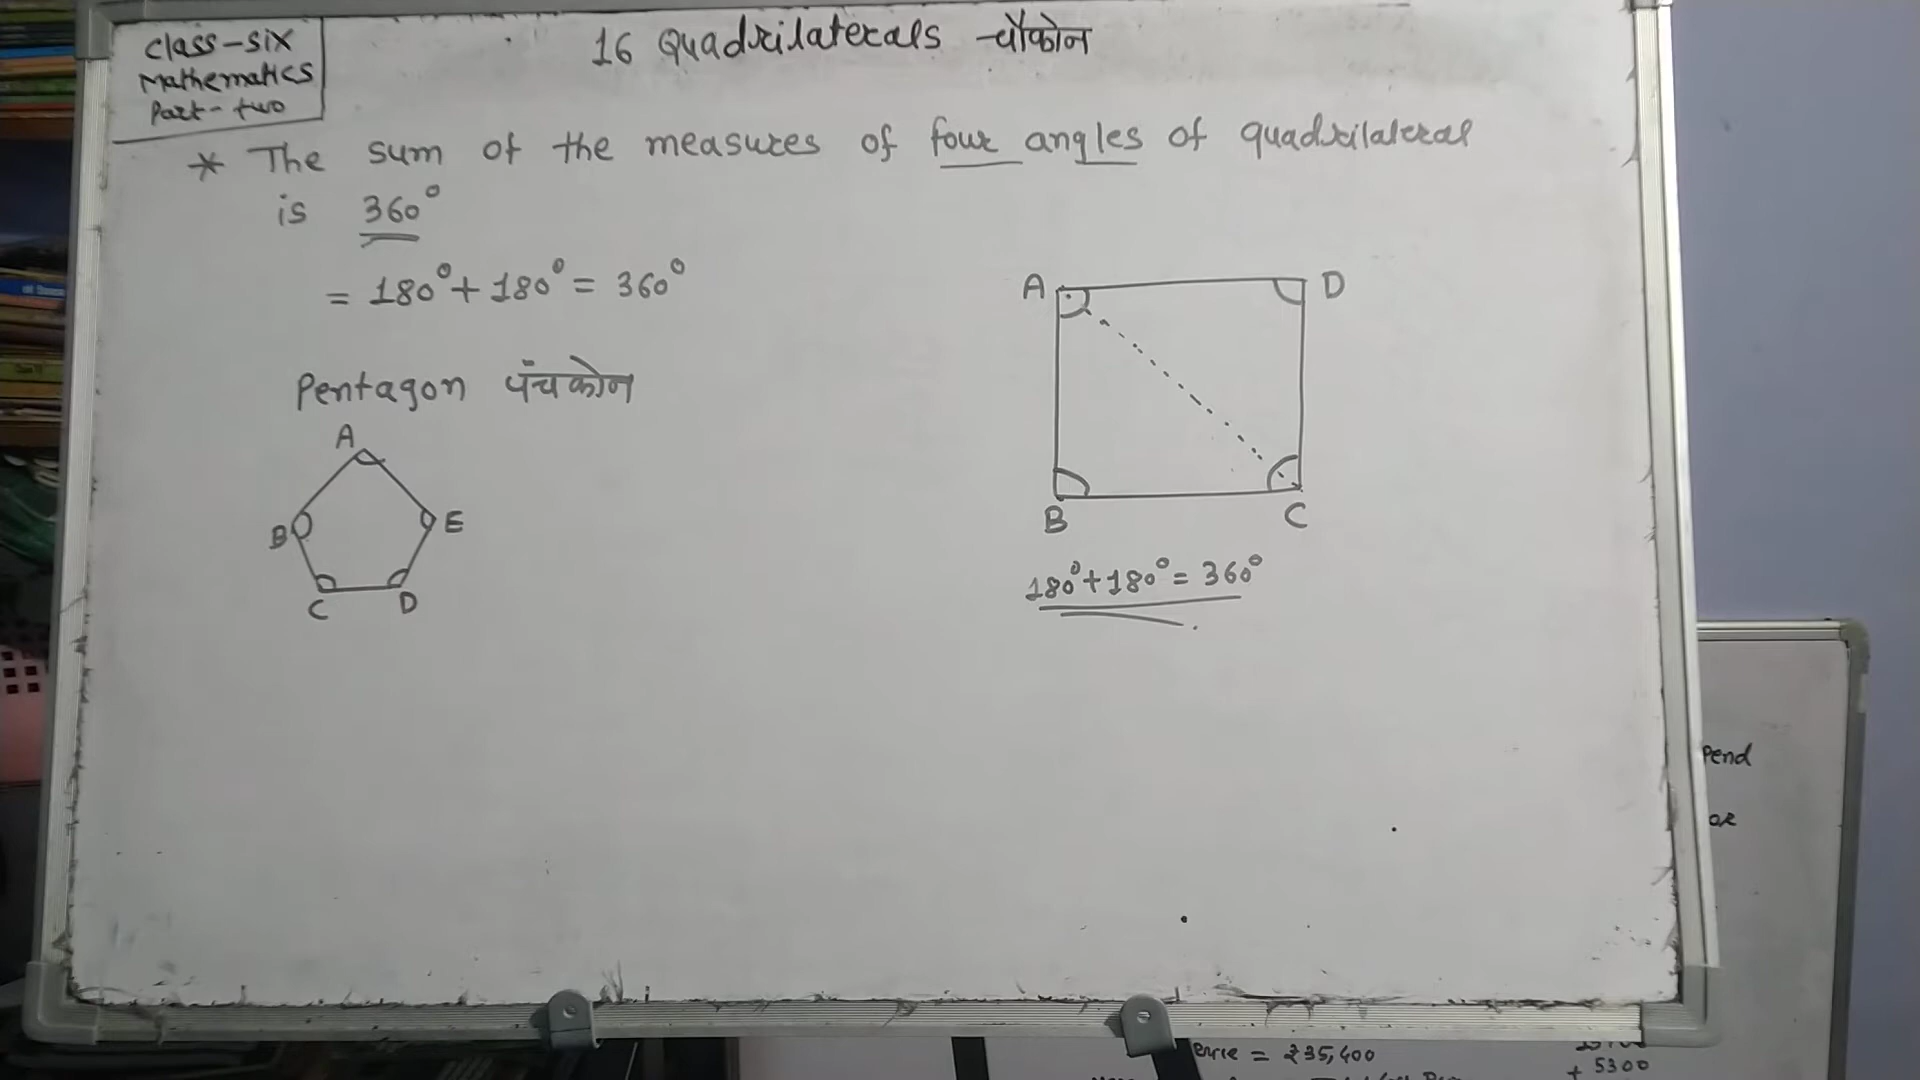 Class-Six
Mathematics
Part-two
16 Quadrilaterals चौकोन
* The sum of the measures of four angles of quadrilateral
is 360°
= 180° + 180° = 360°
Pentagon पंचकोन
A
B
E
C
D
A
D
B
C
180° + 180° = 360°
Pend
or
= ₹35,400
+ 5300